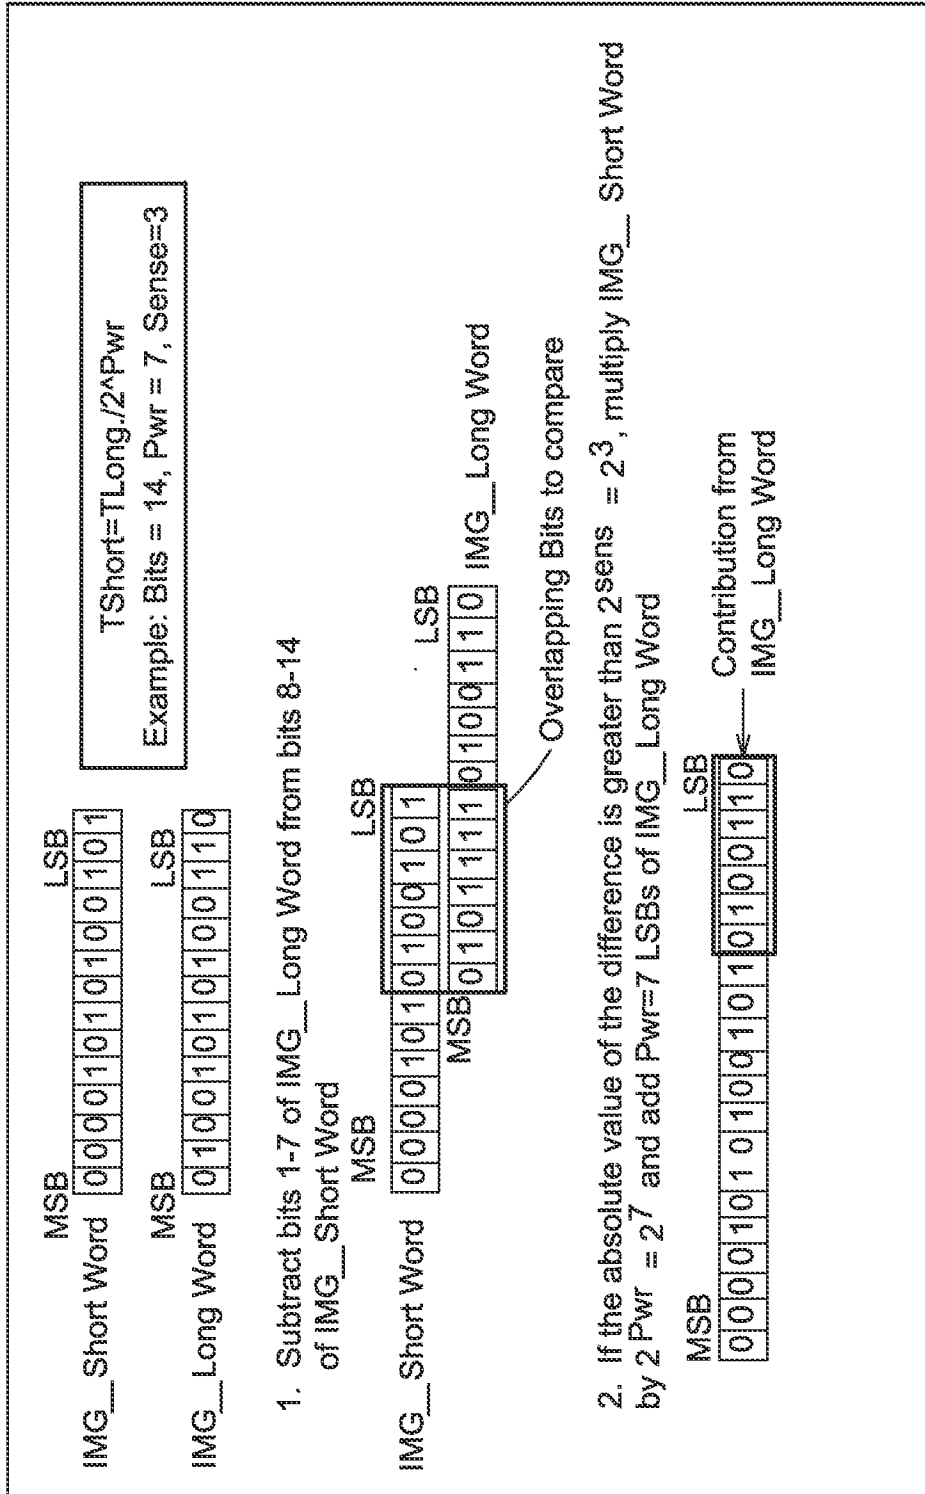 TShort=TLong./2^Pwr
Example: Bits = 14, Pwr = 7, Sense=3
MSB LSB
IMG_Short Word 0 0 0 0 1 0 1 0 1 0 0 1 0 1
MSB LSB
IMG_Long Word 0 1 0 0 1 0 1 0 1 0 0 1 1 0
1. Subtract bits 1-7 of IMG_Long Word from bits 8-14
of IMG_Short Word
MSB LSB
IMG_Short Word 0 0 0 0 1 0 1 0 1 0 0 1 0 1
MSB LSB
0 1 0 1 1 1 1 0 1 0 0 1 1 0 IMG_Long Word
Overlapping Bits to compare
2. If the absolute value of the difference is greater than 2^sens = 2^3, multiply IMG_ Short Word
by 2 ^Pwr = 2^7 and add Pwr=7 LSBs of IMG_Long Word
MSB LSB
0 0 0 0 1 0 1 0 1 0 0 1 0 1 0 1 0 0 1 1 0
Contribution from
IMG_Long Word